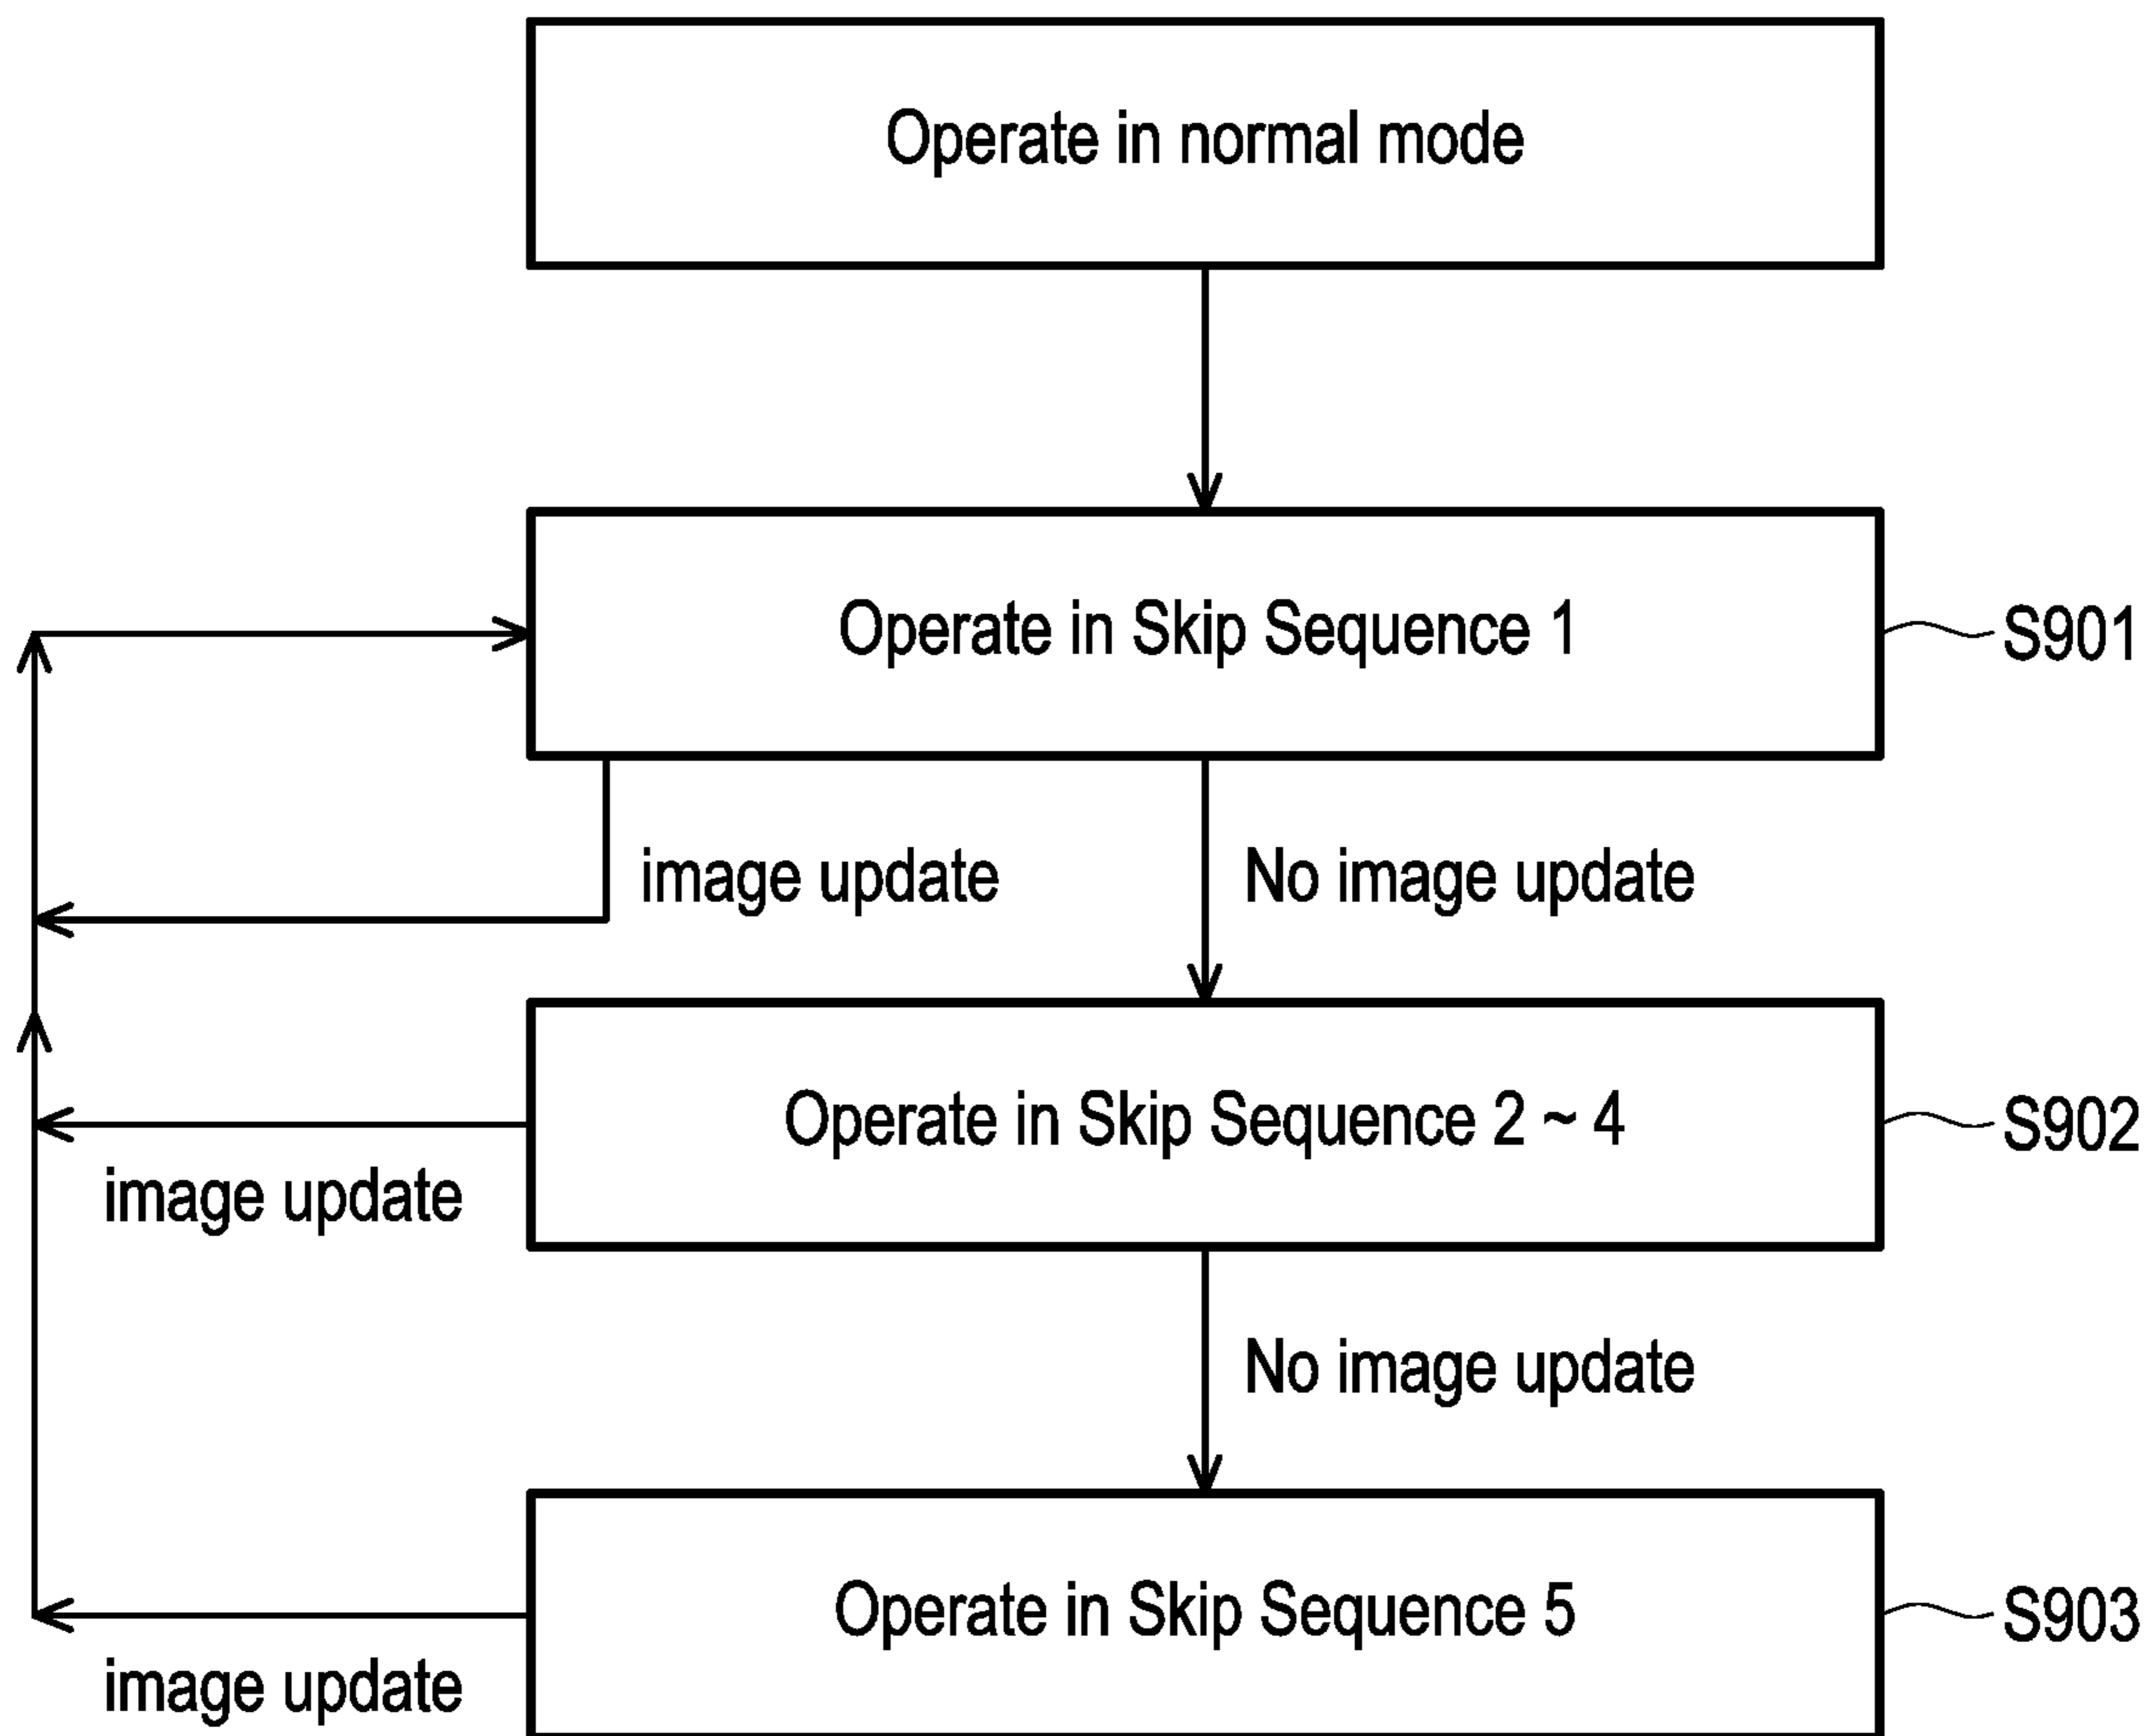 Operate in normal mode
Operate in Skip Sequence 1
S901
image update
No image update
Operate in Skip Sequence 2 ~ 4
S902
image update
No image update
Operate in Skip Sequence 5
S903
image update